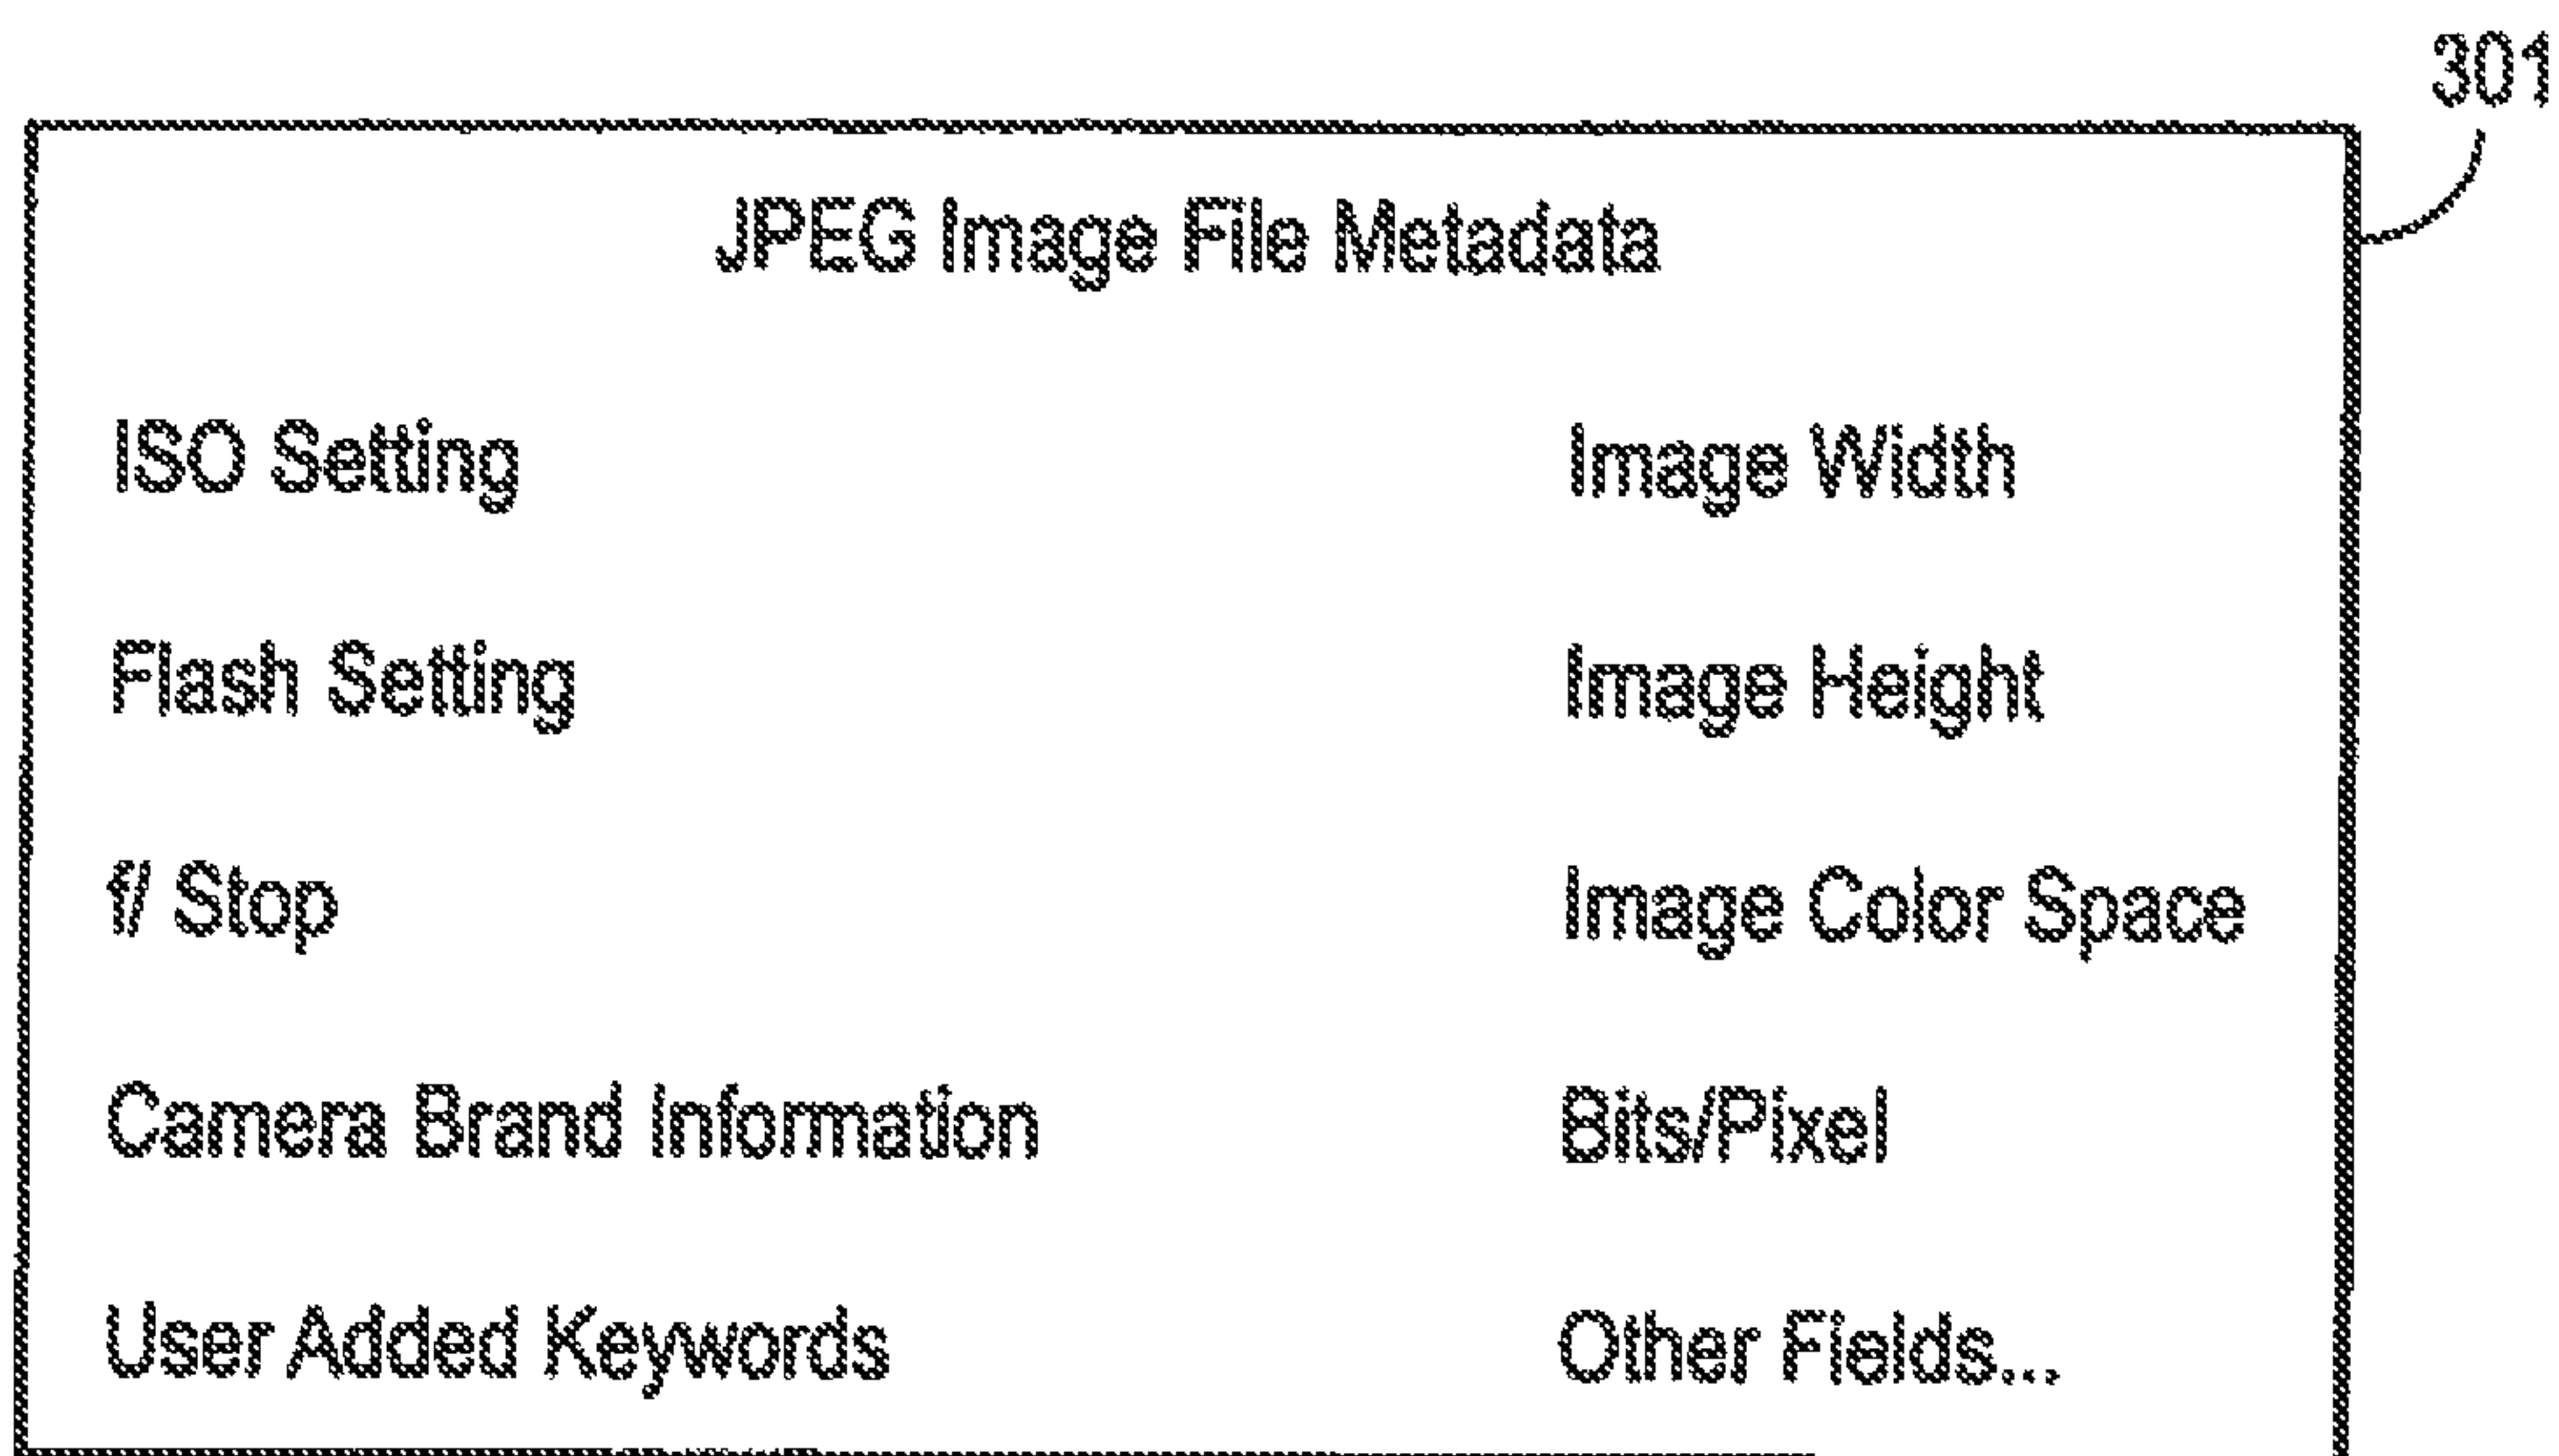 301
JPEG Image File Metadata
ISO Setting Image Width
Flash Setting Image Height
f/ Stop Image Color Space
Camera Brand Information Bits/Pixel
User Added Keywords Other Fields...